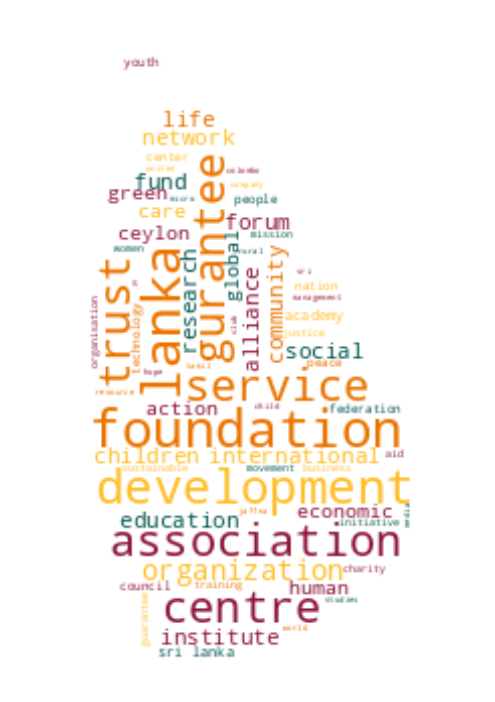 youth
life
network
center
united
fund
green
micro
company
colombo
people
care
forum
ceylon
mission
women
rural
gurantee
global
lanka
research
trust
community
alliance
sri
nation
management
academy
justice
organisation
technology
club
social
peace
hope
tamil
service
resource
action
child
federation
foundation
children international
aid
sustainable
movement
business
development
jaffna
economic
media
education
initiative
association
organization
charity
council
training
human
guarantee
studies
centre
world
institute
sri lanka